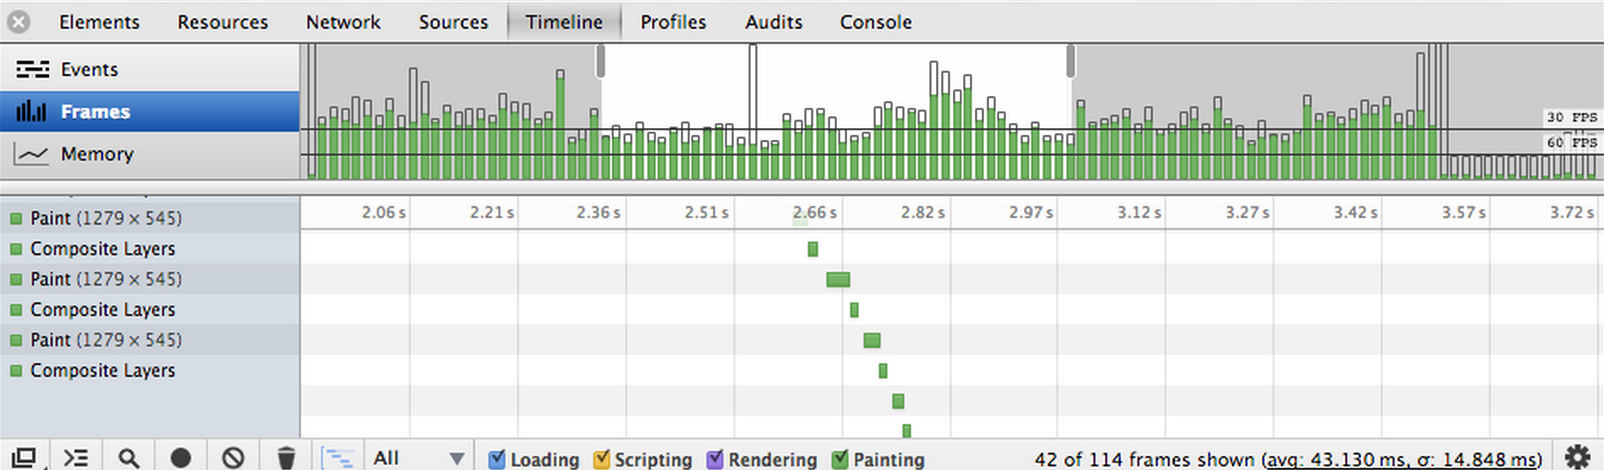 Elements Resources Network Sources Timeline Profiles Audits Console
Events
Frames
Memory
30 FPS
60 FPS
2.06 s 2.21 s 2.36 s 2.51 s 2.66 s 2.82 s 2.97 s 3.12 s 3.27 s 3.42 s 3.57 s 3.72 s
Paint (1279 × 545)
Composite Layers
Paint (1279 × 545)
Composite Layers
Paint (1279 × 545)
Composite Layers
All Loading Scripting Rendering Painting 42 of 114 frames shown (avg: 43.130 ms, σ: 14.848 ms)